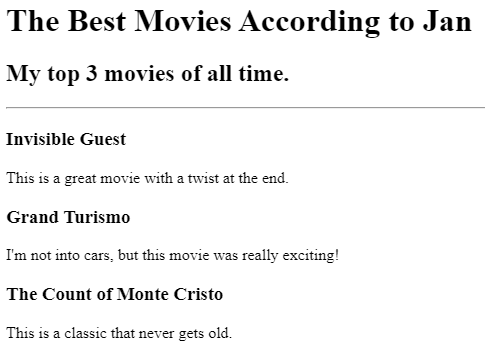 The Best Movies According to Jan
My top 3 movies of all time.
Invisible Guest
This is a great movie with a twist at the end.
Grand Turismo
I'm not into cars, but this movie was really exciting!
The Count of Monte Cristo
This is a classic that never gets old.